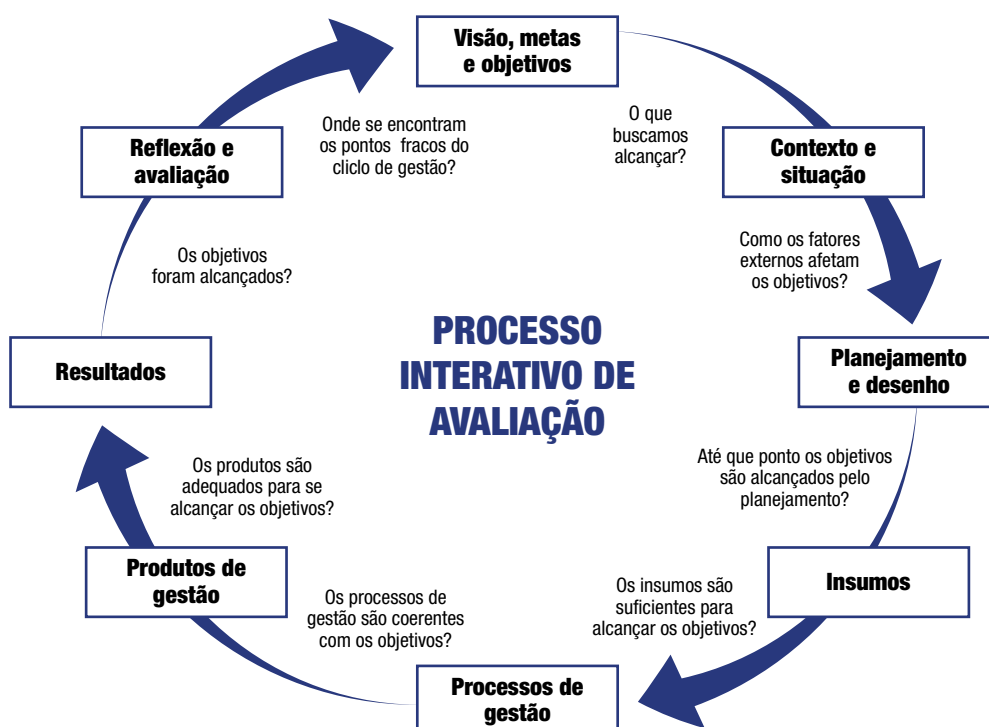 Visão, metas
e objetivos
O que
buscamos
alcançar?
Contexto e
situação
Como os fatores
externos afetam
os objetivos?
Planejamento
e desenho
Até que ponto os objetivos
são alcançados pelo
planejamento?
Insumos
Os insumos são
suficientes para
alcançar os objetivos?
Processos de
gestão
Os processos de
gestão são coerentes
com os objetivos?
Produtos de
gestão
Os produtos são
adequados para se
alcançar os objetivos?
Resultados
Os objetivos
foram alcançados?
Reflexão e
avaliação
Onde se encontram
os pontos fracos do
cliclo de gestão?
PROCESSO
INTERATIVO DE
AVALIAÇÃO